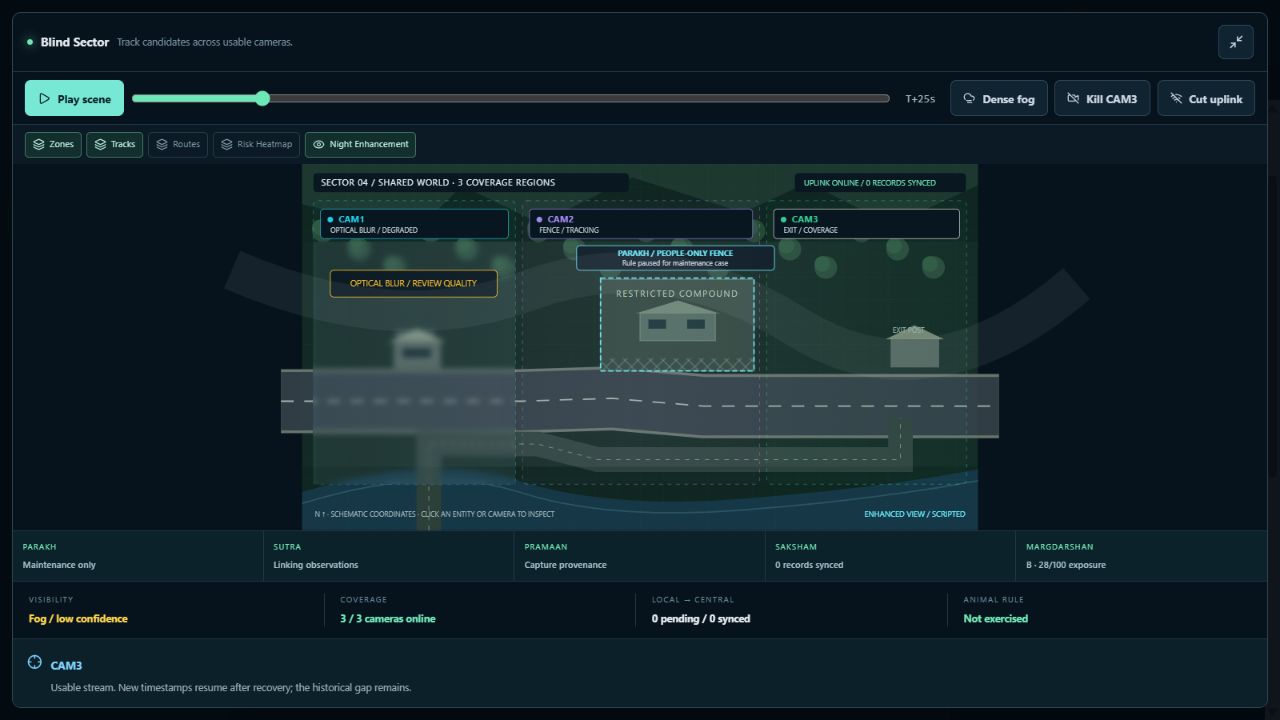 Blind Sector Track candidates across usable cameras.
Play scene T+25s Dense fog Kill CAM3 Cut uplink
Zones Tracks Routes Risk Heatmap Night Enhancement
SECTOR 04 / SHARED WORLD · 3 COVERAGE REGIONS UPLINK ONLINE / 0 RECORDS SYNCED
CAM1 CAM2 CAM3
OPTICAL BLUR / DEGRADED FENCE / TRACKING EXIT / COVERAGE
PARAKH / PEOPLE-ONLY FENCE
Rule paused for maintenance case
OPTICAL BLUR / REVIEW QUALITY
RESTRICTED COMPOUND
EXIT POST
N ↑ · SCHEMATIC COORDINATES · CLICK AN ENTITY OR CAMERA TO INSPECT ENHANCED VIEW / SCRIPTED
PARAKH SUTRA PRAMAAN SAKSHAM MARGDARSHAN
Maintenance only Linking observations Capture provenance 0 records synced B · 28/100 exposure
VISIBILITY COVERAGE LOCAL → CENTRAL ANIMAL RULE
Fog / low confidence 3 / 3 cameras online 0 pending / 0 synced Not exercised
CAM3
Usable stream. New timestamps resume after recovery; the historical gap remains.